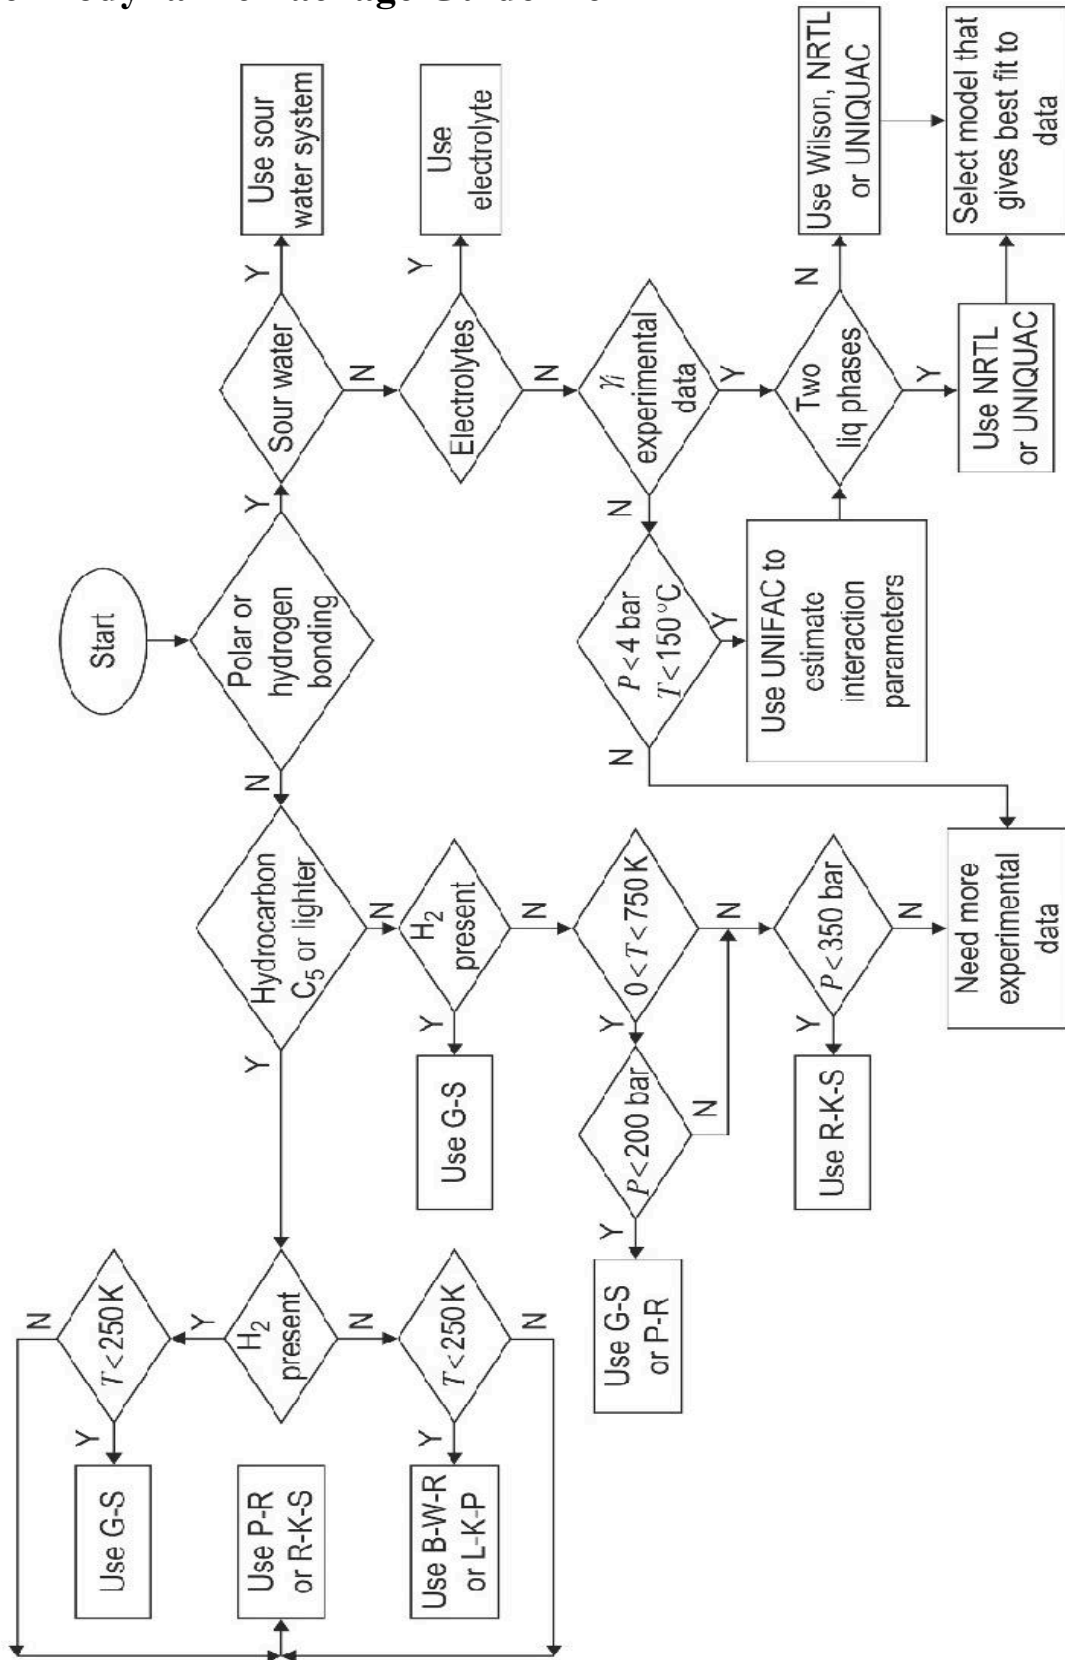 Start
Polar or
hydrogen
bonding
N
Y
Hydrocarbon
C5 or lighter
Y
N
Sour water
Y
N
Use sour
water system
Electrolytes
Y
N
Use
electrolyte
γi
experimental
data
N
Y
P<4 bar
T<150°C
N
Y
Use UNIFAC to
estimate
interaction
parameters
Two
liq phases
N
Y
Use Wilson, NRTL
or UNIQUAC
Use NRTL
or UNIQUAC
Select model that
gives best fit to
data
H2
present
Y
N
T<250K
N
Y
Use G-S
Use P-R
or R-K-S
T<250K
Y
N
Use B-W-R
or L-K-P
H2
present
Y
N
Use G-S
0<T<750K
Y
N
P<200 bar
Y
N
Use G-S
or P-R
P<350 bar
Y
N
Use R-K-S
Need more
experimental
data